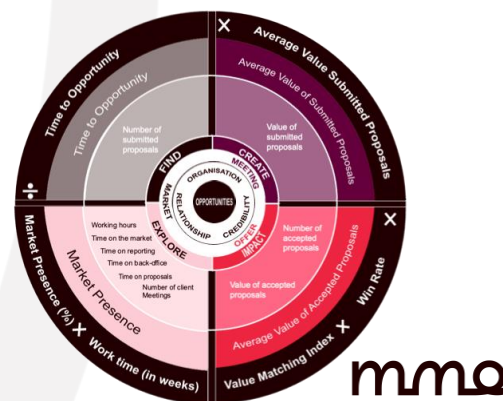 Time to Opportunity
X
Average Value Submitted Proposals
Time to Opportunity
Average Value of Submitted Proposals
Number of
submitted
proposals
Value of
submitted
proposals
FIND
CREATE
MEETING
ORGANISATION
MARKET
RELATIONSHIP
OPPORTUNITIES
CREDIBILITY
EXPLORE
OFFER
IMPACT
÷
X
Working hours
Time on the market
Time on reporting
Time on back-office
Time on proposals
Number of client
Meetings
Number of
accepted
proposals
Value of accepted
proposals
Market Presence
Average Value of Accepted Proposals
Market Presence (%)
X
Work time (in weeks)
Value Matching Index
X
Win Rate